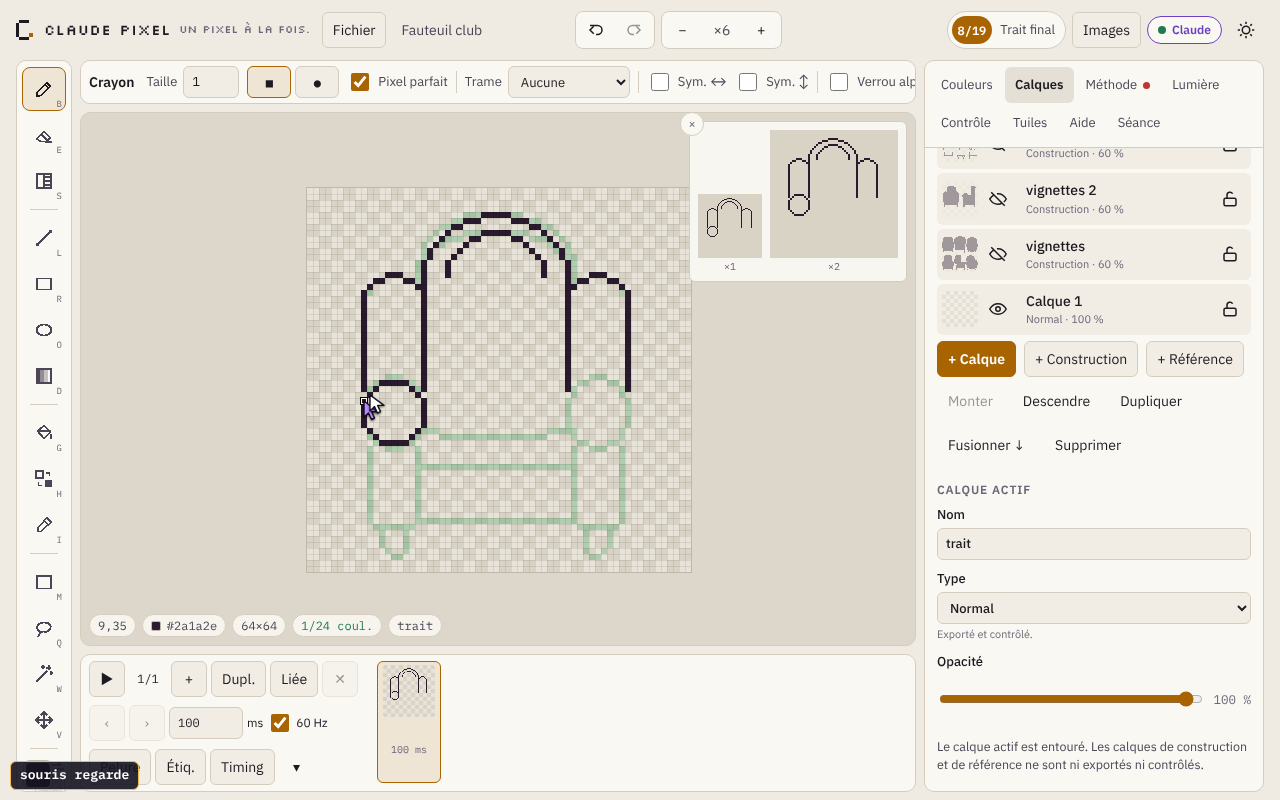 CLAUDE PIXEL
UN PIXEL À LA FOIS.
Fichier
Fauteuil club
− ×6 +
8/19 Trait final
Images
Claude
Crayon Taille 1
Pixel parfait
Trame Aucune
Sym. ↔
Sym. ↕
Verrou alp
B
E
S
L
R
O
D
G
H
I
M
Q
W
V
×
×1
×2
9,35
#2a1a2e
64×64
1/24 coul.
trait
1/1
+
Dupl.
Liée
×
‹ › 100 ms
60 Hz
Étiq.
Timing
▼
100 ms
souris regarde
Couleurs
Calques
Méthode
Lumière
Contrôle
Tuiles
Aide
Séance
Construction · 60 %
vignettes 2
Construction · 60 %
vignettes
Construction · 60 %
Calque 1
Normal · 100 %
+ Calque
+ Construction
+ Référence
Monter
Descendre
Dupliquer
Fusionner ↓
Supprimer
CALQUE ACTIF
Nom
trait
Type
Normal
Exporté et contrôlé.
Opacité
100 %
Le calque actif est entouré. Les calques de construction
et de référence ne sont ni exportés ni contrôlés.